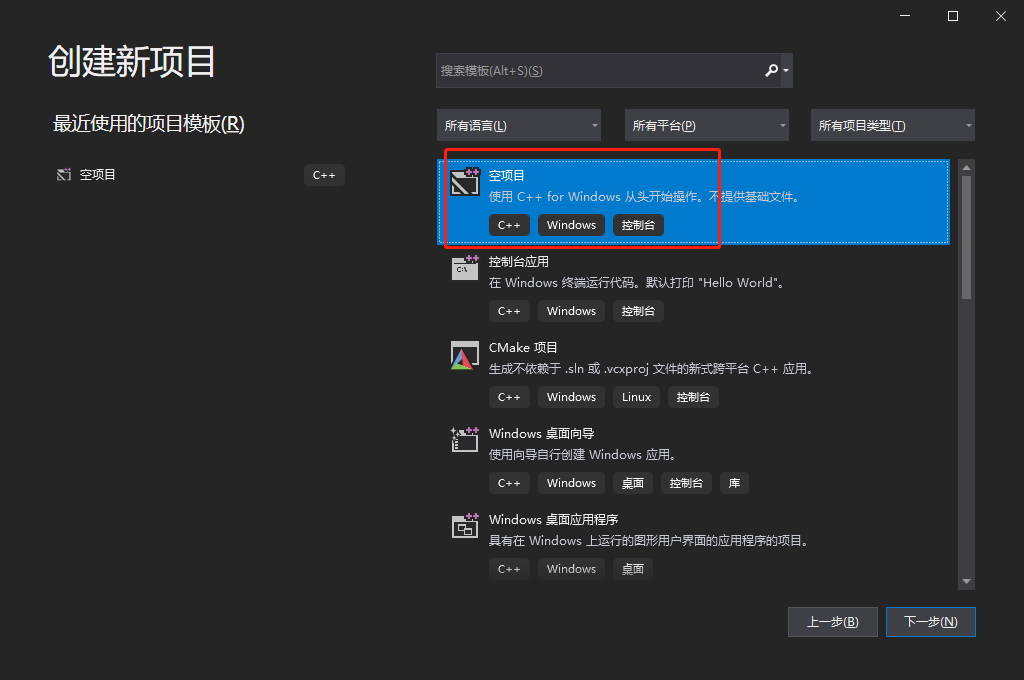 创建新项目
搜索模板(Alt+S)(S)
最近使用的项目模板(R)
所有语言(L)
所有平台(P)
所有项目类型(T)
空项目
C++
空项目
使用 C++ for Windows 从头开始操作。不提供基础文件。
C++ Windows 控制台
控制台应用
在 Windows 终端运行代码。默认打印 "Hello World"。
C++ Windows 控制台
CMake 项目
生成不依赖于 .sln 或 .vcxproj 文件的新式跨平台 C++ 应用。
C++ Windows Linux 控制台
Windows 桌面向导
使用向导自行创建 Windows 应用。
C++ Windows 桌面 控制台 库
Windows 桌面应用程序
具有在 Windows 上运行的图形用户界面的应用程序的项目。
C++ Windows 桌面
上一步(B)
下一步(N)